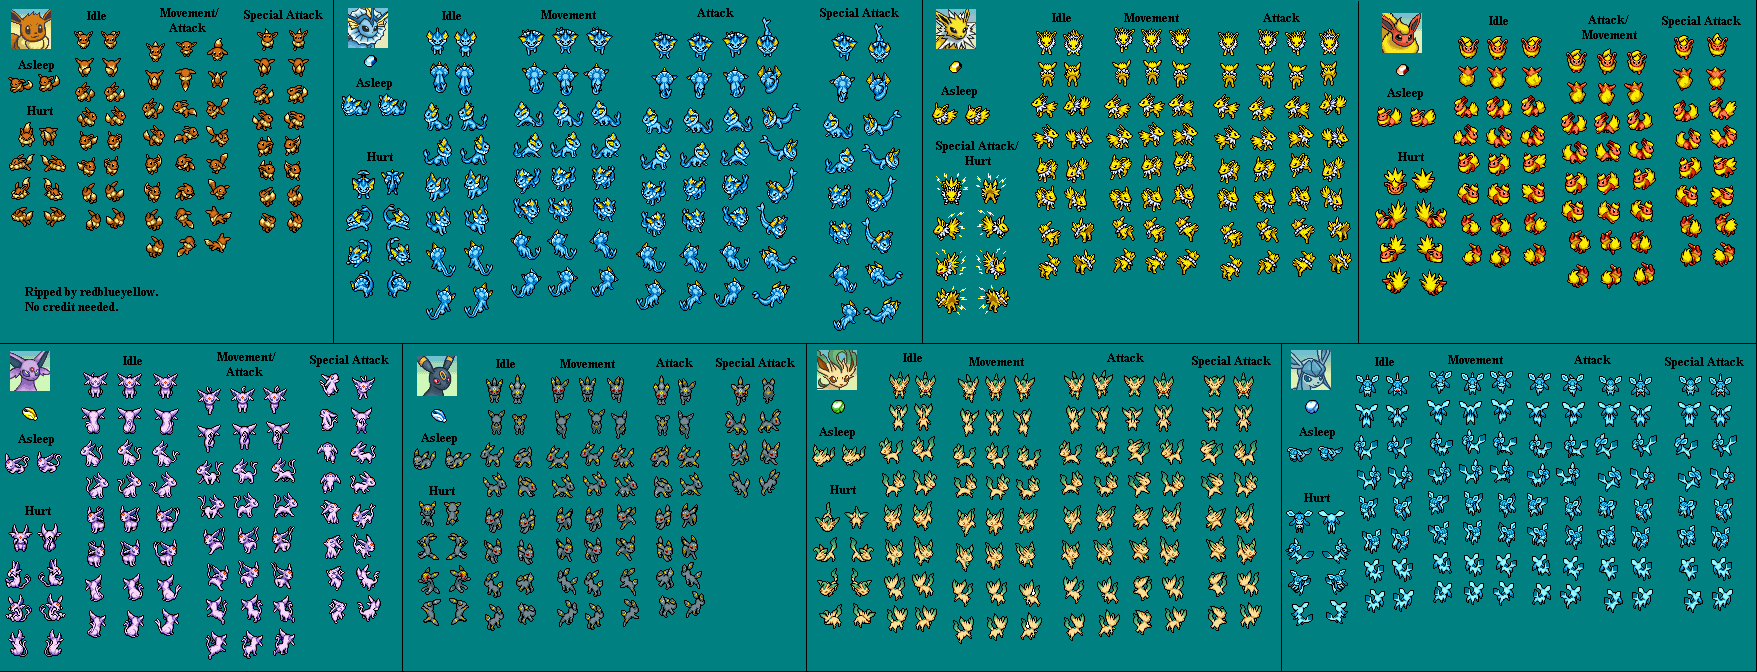 Idle
Movement/
Attack
Special Attack
Asleep
Hurt
Ripped by redblueyellow.
No credit needed.
Idle
Movement
Attack
Special Attack
Asleep
Hurt
Idle
Movement
Attack
Asleep
Special Attack/
Hurt
Idle
Attack/
Movement
Special Attack
Asleep
Hurt
Idle
Movement/
Attack
Special Attack
Asleep
Hurt
Idle
Movement
Attack
Special Attack
Asleep
Hurt
Idle
Movement
Attack
Special Attack
Asleep
Hurt
Idle
Movement
Attack
Special Attack
Asleep
Hurt